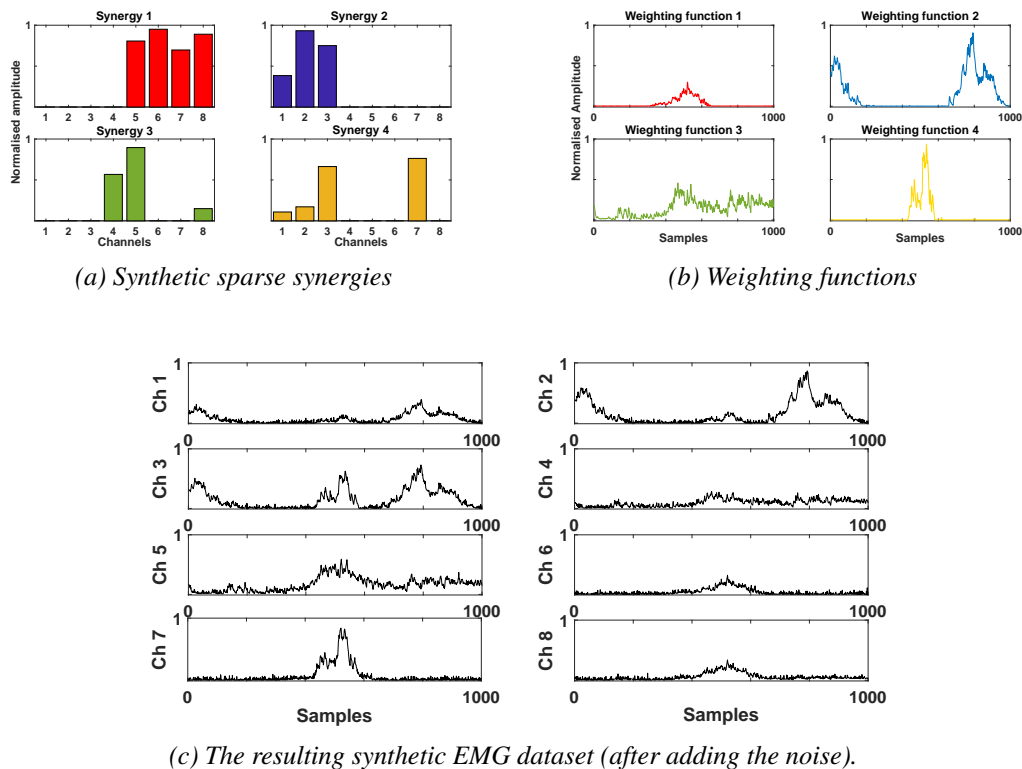 Synergy 1
Synergy 2
1
1
1 2 3 4 5 6 7 8
1 2 3 4 5 6 7 8
Synergy 3
Synergy 4
1
1
1 2 3 4 5 6 7 8
1 2 3 4 5 6 7 8
Channels
Channels
Normalised amplitude
(a) Synthetic sparse synergies
Weighting function 1
Weighting function 2
1
1
0 1000
0 1000
Weighting function 3
Weighting function 4
1
1
0 1000
0 1000
Samples
Samples
Normalised Amplitude
(b) Weighting functions
Ch 1
1
0 1000
Ch 2
1
0 1000
Ch 3
1
0 1000
Ch 4
1
0 1000
Ch 5
1
0 1000
Ch 6
1
0 1000
Ch 7
1
0 1000
Ch 8
1
0 1000
Samples
Samples
(c) The resulting synthetic EMG dataset (after adding the noise).